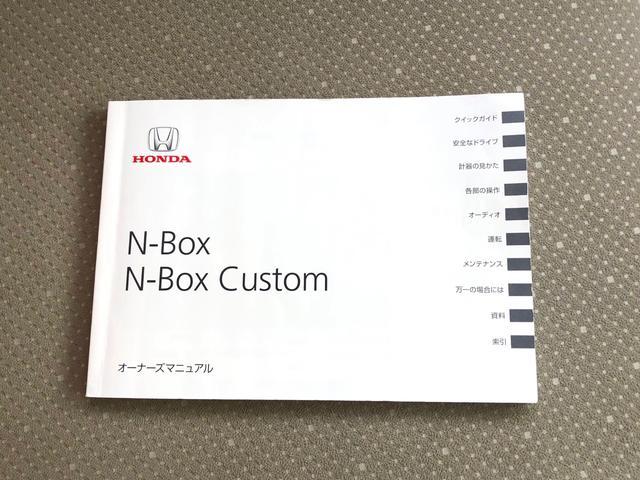 HONDA
N-Box
N-Box Custom
オーナーズマニュアル
クイックガイド
安全なドライブ
計器の見かた
各部の操作
オーディオ
運転
メンテナンス
万一の場合には
資料
索引